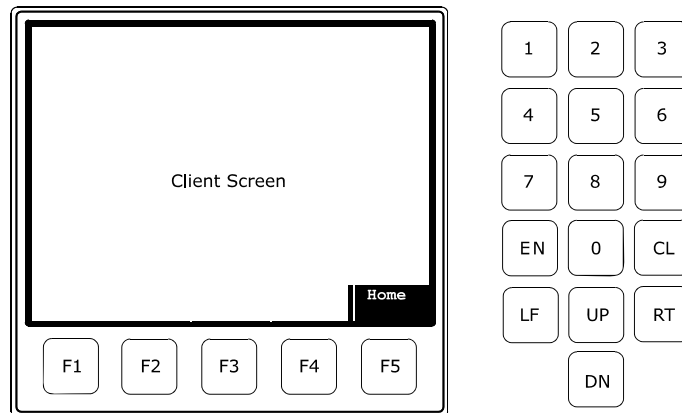 Client Screen
Home
F1 F2 F3 F4 F5
1 2 3
4 5 6
7 8 9
EN 0 CL
LF UP RT
DN